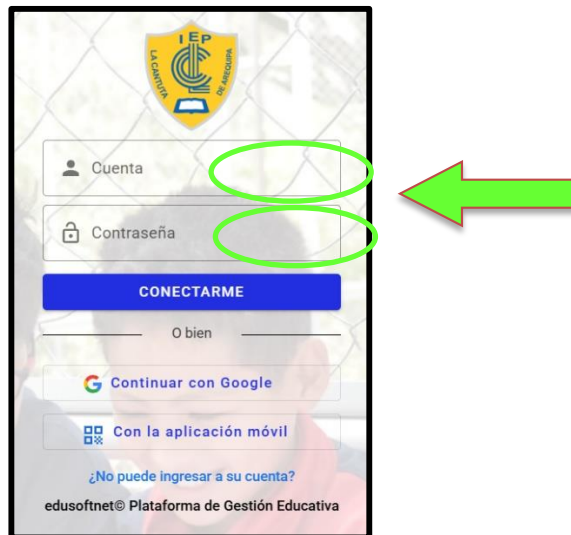 IEP
LA CANTUTA
DE AREQUIPA
Cuenta
Contraseña
CONECTARME
O bien
Continuar con Google
Con la aplicación móvil
¿No puede ingresar a su cuenta?
edusoftnet© Plataforma de Gestión Educativa